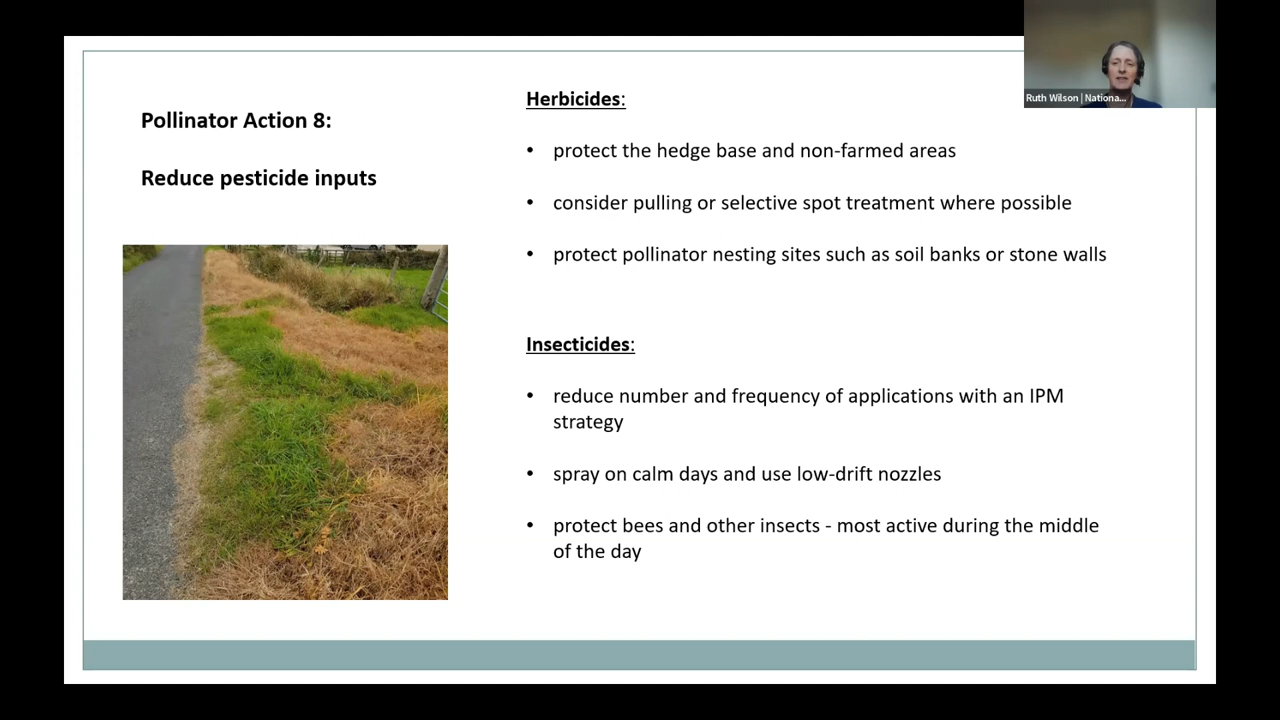 Pollinator Action 8:
Reduce pesticide inputs
Herbicides:
• protect the hedge base and non-farmed areas
• consider pulling or selective spot treatment where possible
• protect pollinator nesting sites such as soil banks or stone walls
Insecticides:
• reduce number and frequency of applications with an IPM
strategy
• spray on calm days and use low-drift nozzles
• protect bees and other insects - most active during the middle
of the day
Ruth Wilson | Nationa...